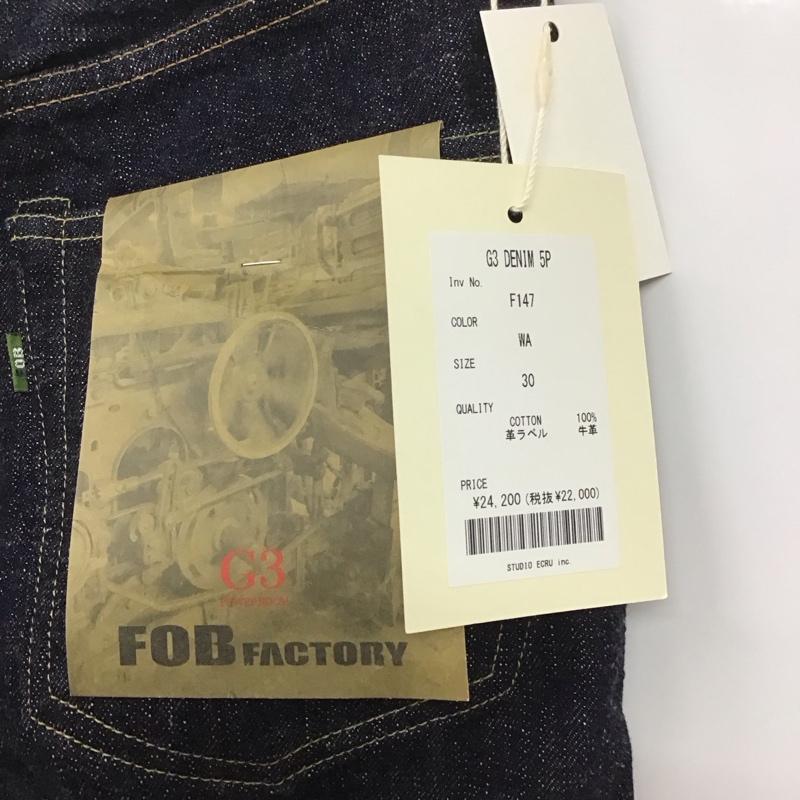 G3 DENIM 5P
Inv No.
F147
COLOR
WA
SIZE
30
QUALITY
COTTON 100%
革ラベル 牛革
PRICE
¥24,200 (税抜¥22,000)
STUDIO ECRU inc.
G3
FOB FACTORY
OB